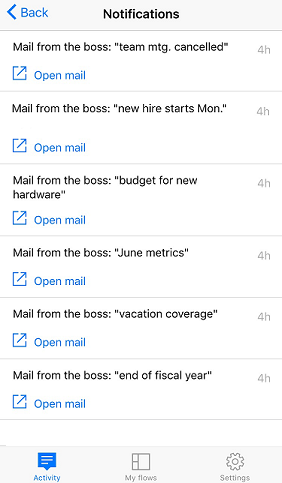 Back
Notifications
Mail from the boss: "team mtg. cancelled"
4h
Open mail
Mail from the boss: "new hire starts Mon."
4h
Open mail
Mail from the boss: "budget for new
hardware"
4h
Open mail
Mail from the boss: "June metrics"
4h
Open mail
Mail from the boss: "vacation coverage"
4h
Open mail
Mail from the boss: "end of fiscal year"
4h
Open mail
Activity
My flows
Settings